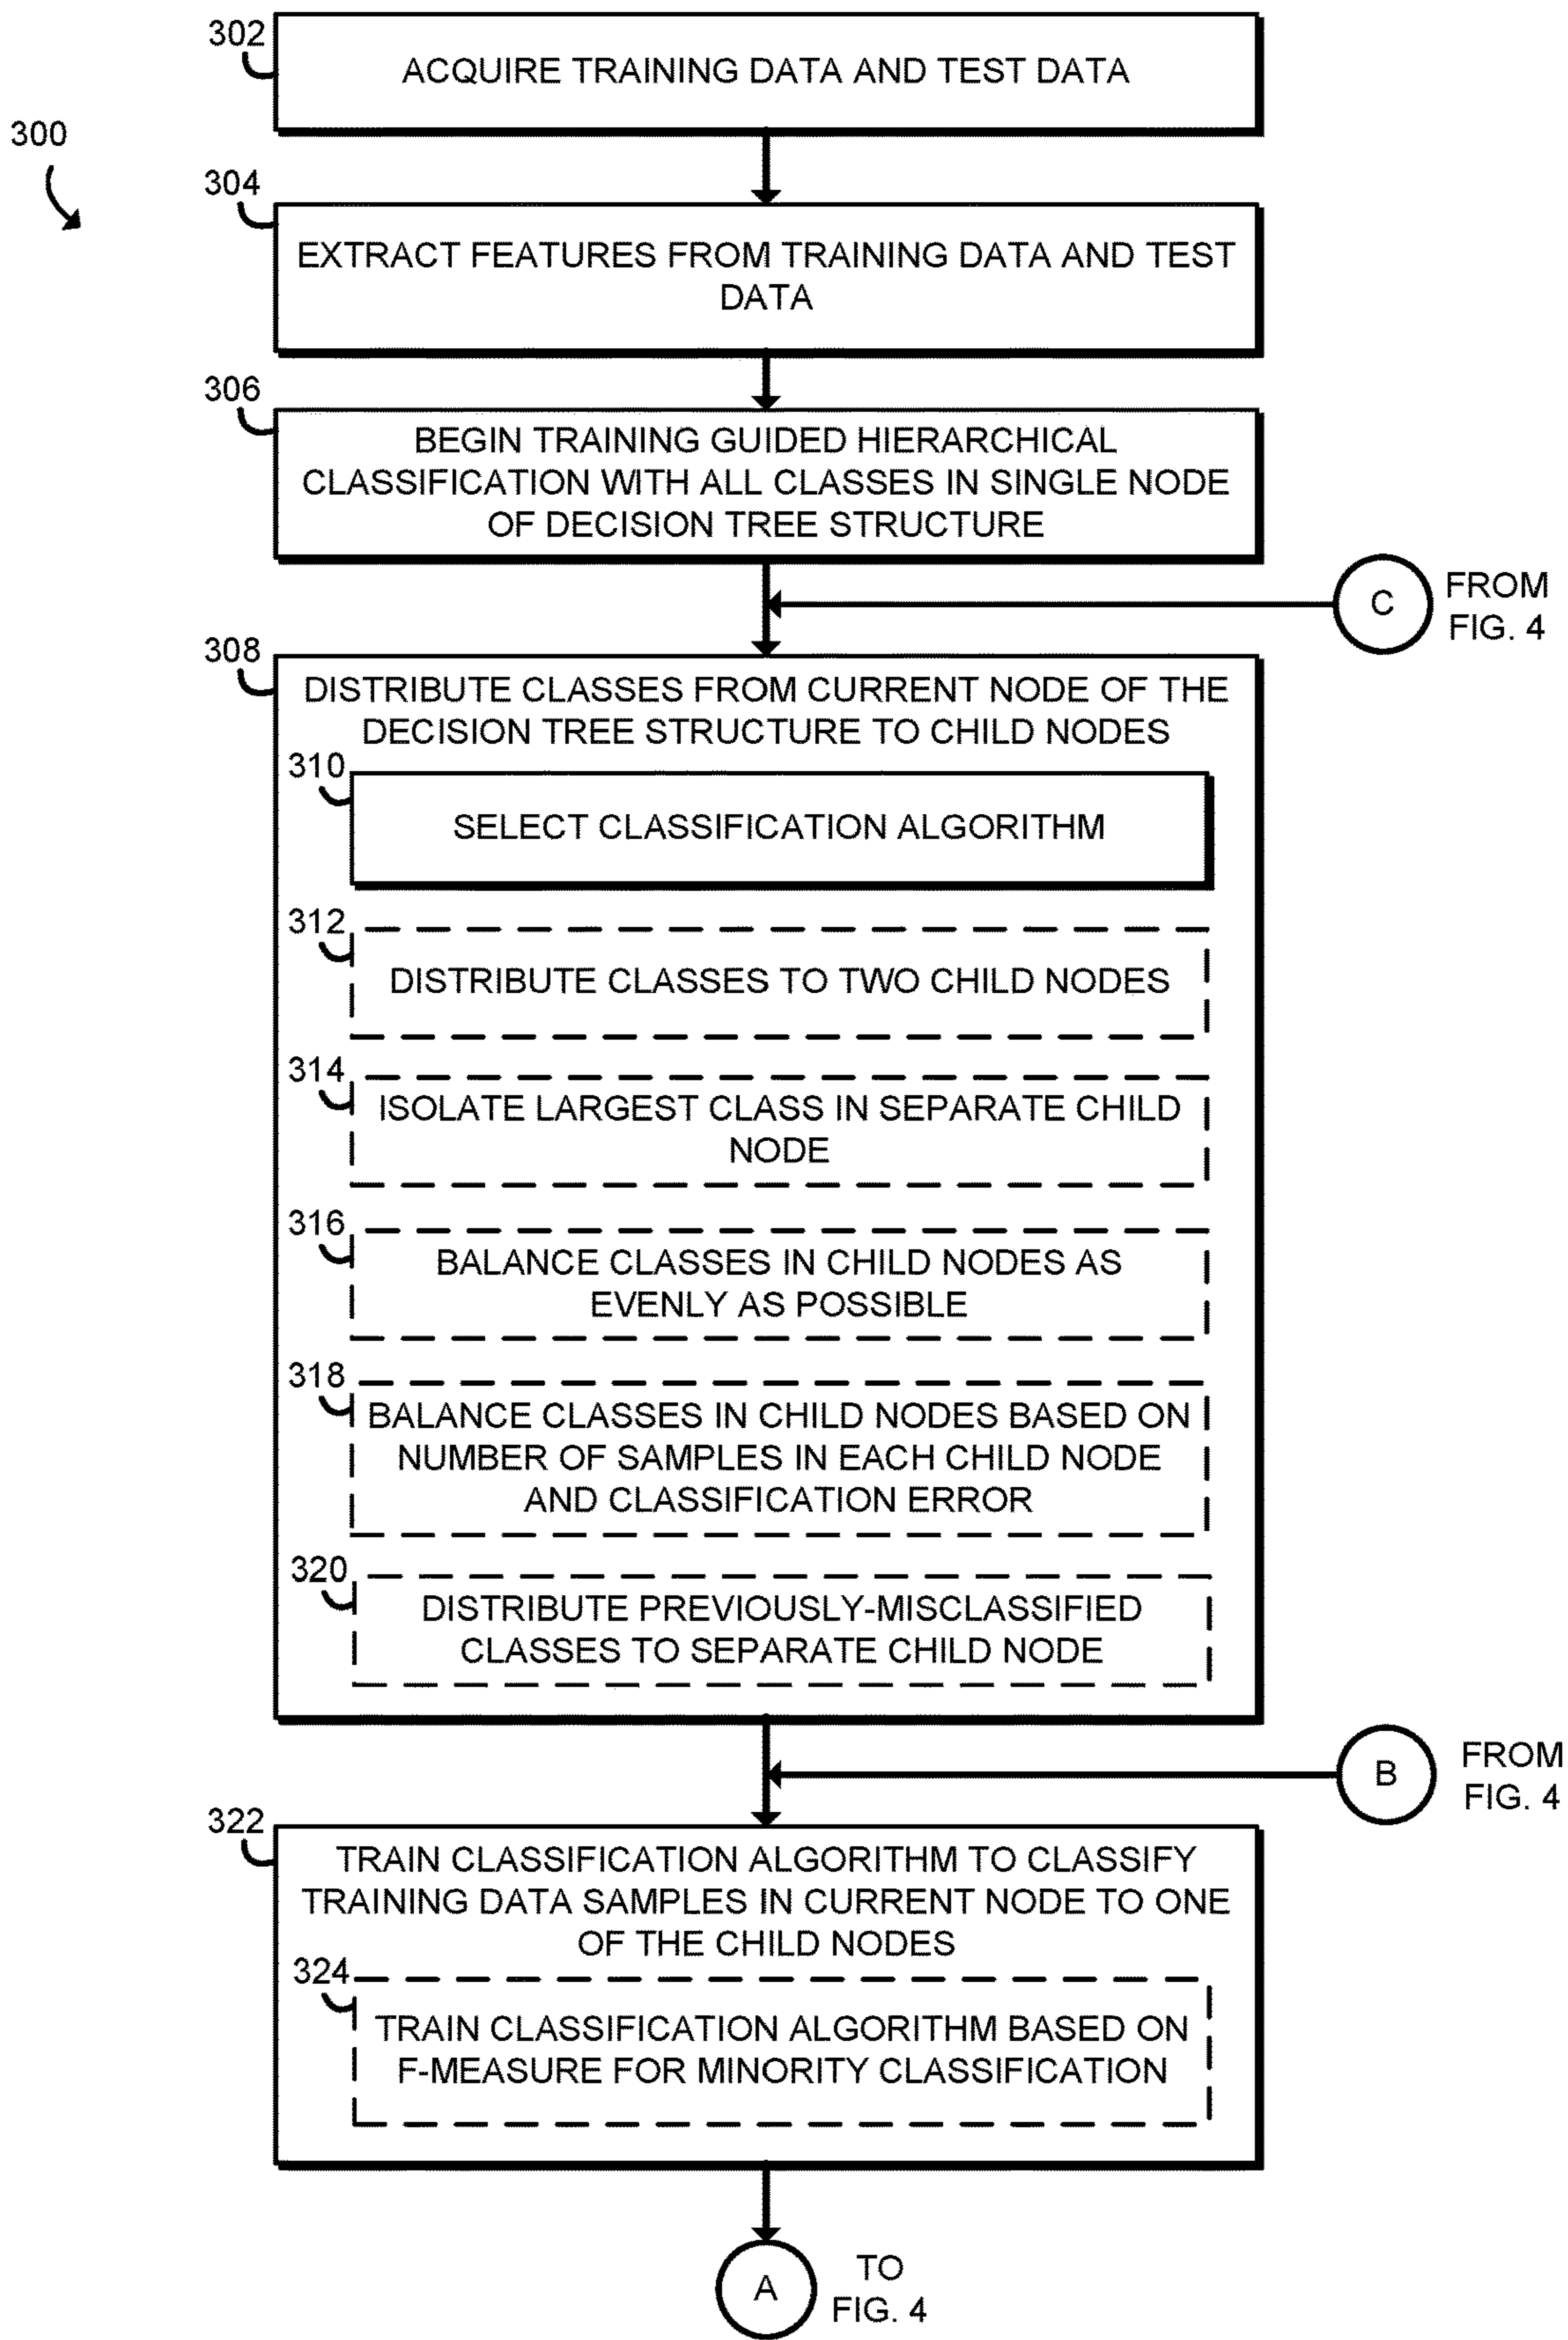 302
ACQUIRE TRAINING DATA AND TEST DATA
300
304
EXTRACT FEATURES FROM TRAINING DATA AND TEST
DATA
306
BEGIN TRAINING GUIDED HIERARCHICAL
CLASSIFICATION WITH ALL CLASSES IN SINGLE NODE
OF DECISION TREE STRUCTURE
C
FROM
FIG. 4
308
DISTRIBUTE CLASSES FROM CURRENT NODE OF THE
DECISION TREE STRUCTURE TO CHILD NODES
310
SELECT CLASSIFICATION ALGORITHM
312
DISTRIBUTE CLASSES TO TWO CHILD NODES
314
ISOLATE LARGEST CLASS IN SEPARATE CHILD
NODE
316
BALANCE CLASSES IN CHILD NODES AS
EVENLY AS POSSIBLE
318
BALANCE CLASSES IN CHILD NODES BASED ON
NUMBER OF SAMPLES IN EACH CHILD NODE
AND CLASSIFICATION ERROR
320
DISTRIBUTE PREVIOUSLY-MISCLASSIFIED
CLASSES TO SEPARATE CHILD NODE
B
FROM
FIG. 4
322
TRAIN CLASSIFICATION ALGORITHM TO CLASSIFY
TRAINING DATA SAMPLES IN CURRENT NODE TO ONE
OF THE CHILD NODES
324
TRAIN CLASSIFICATION ALGORITHM BASED ON
F-MEASURE FOR MINORITY CLASSIFICATION
A
TO
FIG. 4